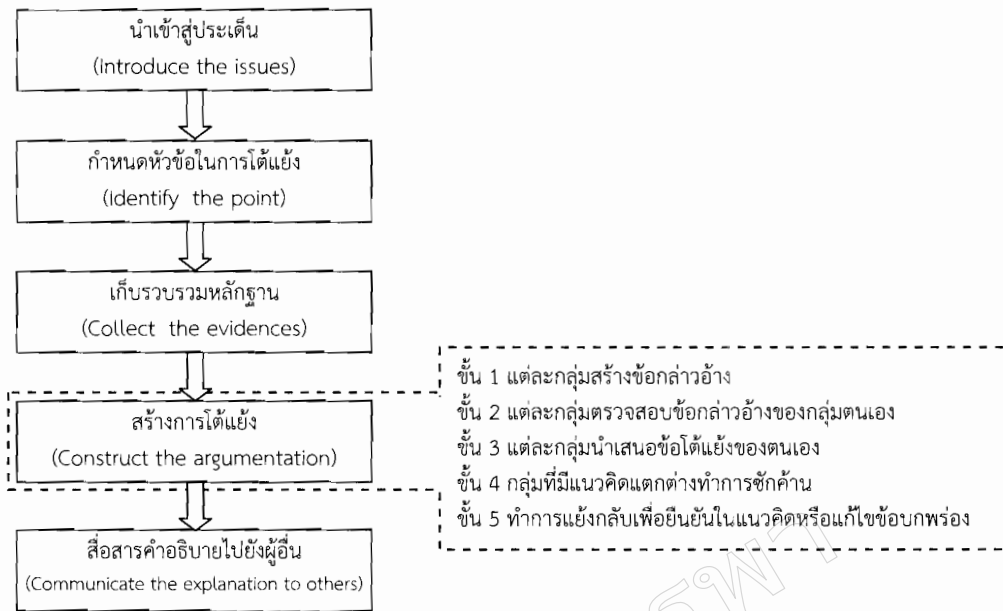 นำเข้าสู่ประเด็น
(Introduce the issues)
กำหนดหัวข้อในการโต้แย้ง
(Identify the point)
เก็บรวบรวมหลักฐาน
(Collect the evidences)
สร้างการโต้แย้ง
(Construct the argumentation)
ขั้น 1 แต่ละกลุ่มสร้างข้อกล่าวอ้าง
ขั้น 2 แต่ละกลุ่มตรวจสอบข้อกล่าวอ้างของกลุ่มตนเอง
ขั้น 3 แต่ละกลุ่มนำเสนอข้อโต้แย้งของตนเอง
ขั้น 4 กลุ่มที่มีแนวคิดแตกต่างทำการซักค้าน
ขั้น 5 ทำการแย้งกลับเพื่อยืนยันในแนวคิดหรือแก้ไขข้อบกพร่อง
สื่อสารคำอธิบายไปยังผู้อื่น
(Communicate the explanation to others)